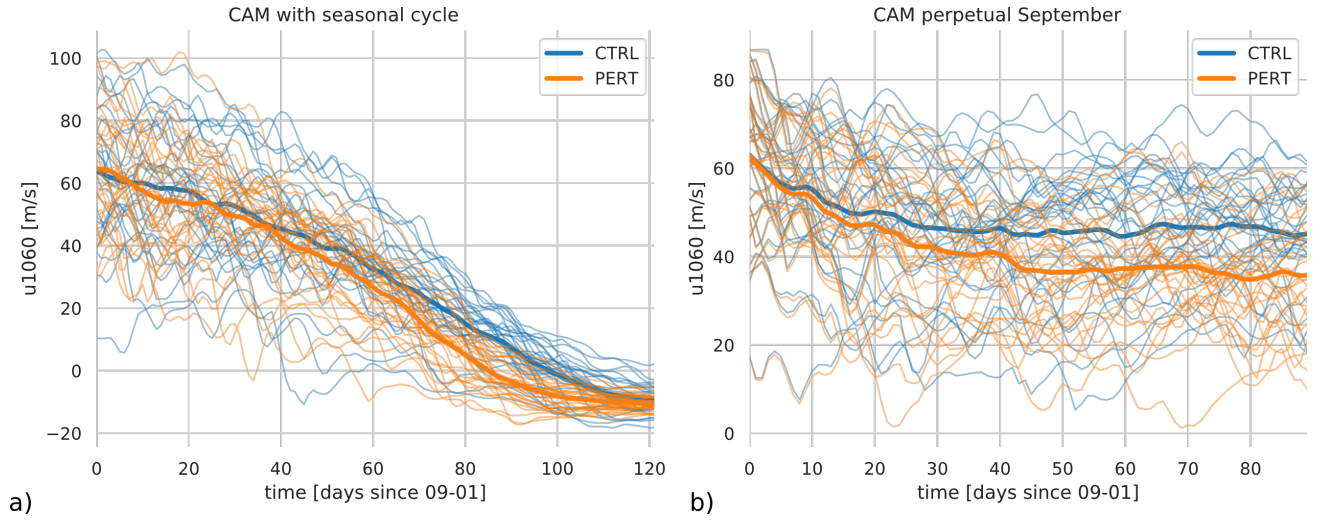 CAM with seasonal cycle
CTRL
PERT
100
80
60
40
20
0
−20
u1060 [m/s]
0 20 40 60 80 100 120
time [days since 09-01]
a)
CAM perpetual September
CTRL
PERT
80
60
40
20
0
u1060 [m/s]
0 10 20 30 40 50 60 70 80
time [days since 09-01]
b)